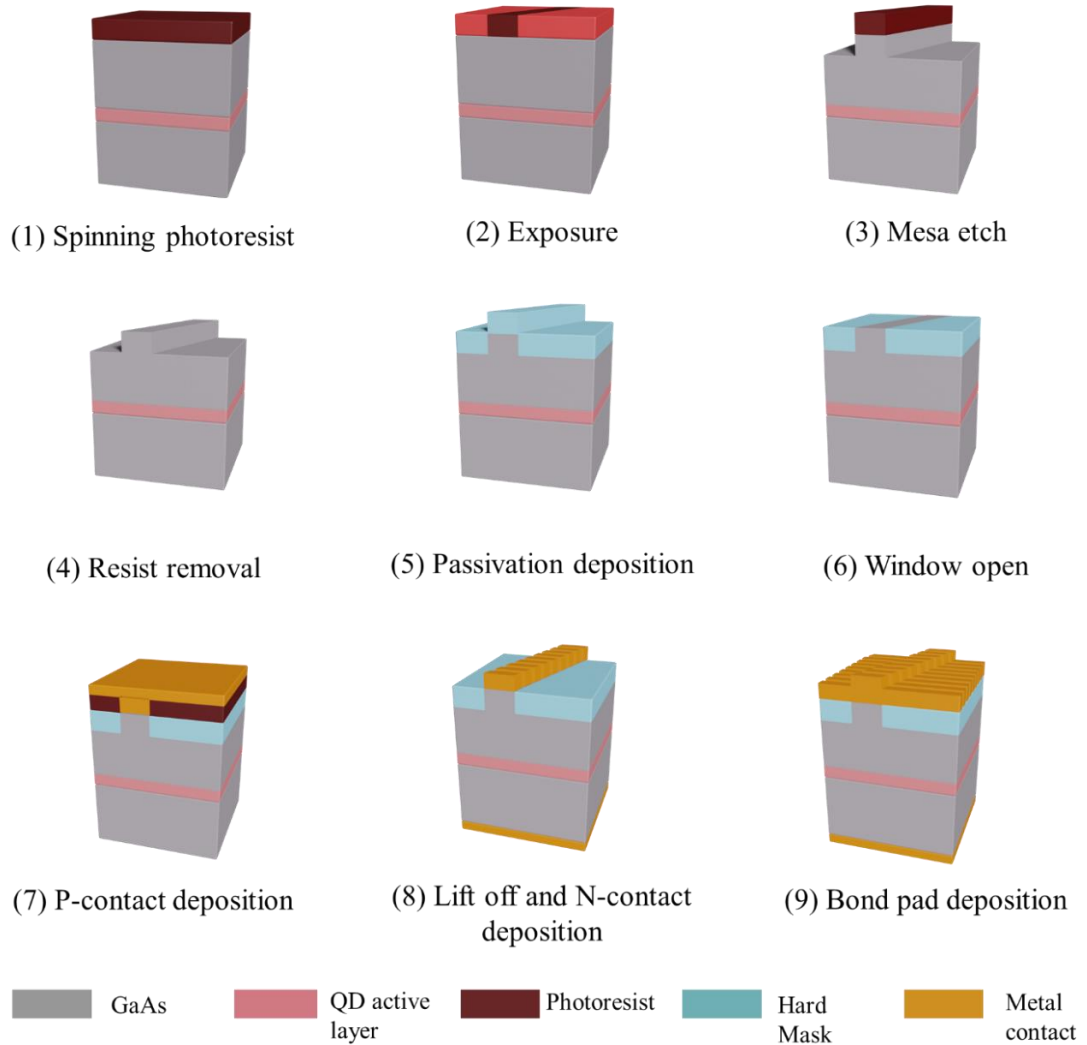 (1) Spinning photoresist
(2) Exposure
(3) Mesa etch
(4) Resist removal
(5) Passivation deposition
(6) Window open
(7) P-contact deposition
(8) Lift off and N-contact
deposition
(9) Bond pad deposition
GaAs
QD active
layer
Photoresist
Hard
Mask
Metal
contact